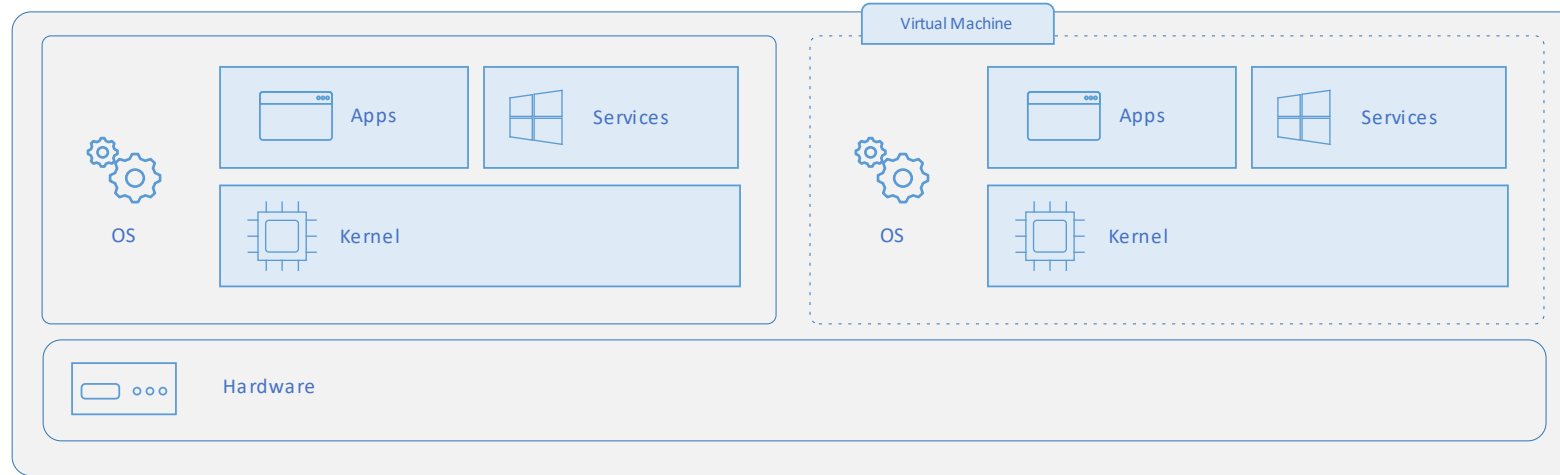 Virtual Machine
Apps
Services
OS
Kernel
Apps
Services
OS
Kernel
Hardware